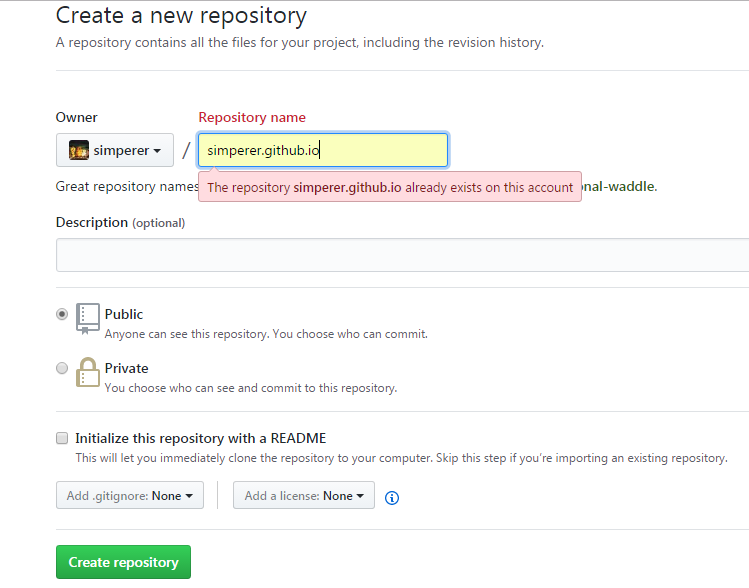 Create a new repository
A repository contains all the files for your project, including the revision history.
Owner
Repository name
simperer
/
simperer.github.io
Great repository names
The repository simperer.github.io already exists on this account
nal-waddle.
Description (optional)
Public
Anyone can see this repository. You choose who can commit.
Private
You choose who can see and commit to this repository.
Initialize this repository with a README
This will let you immediately clone the repository to your computer. Skip this step if you're importing an existing repository.
Add .gitignore: None
Add a license: None
Create repository